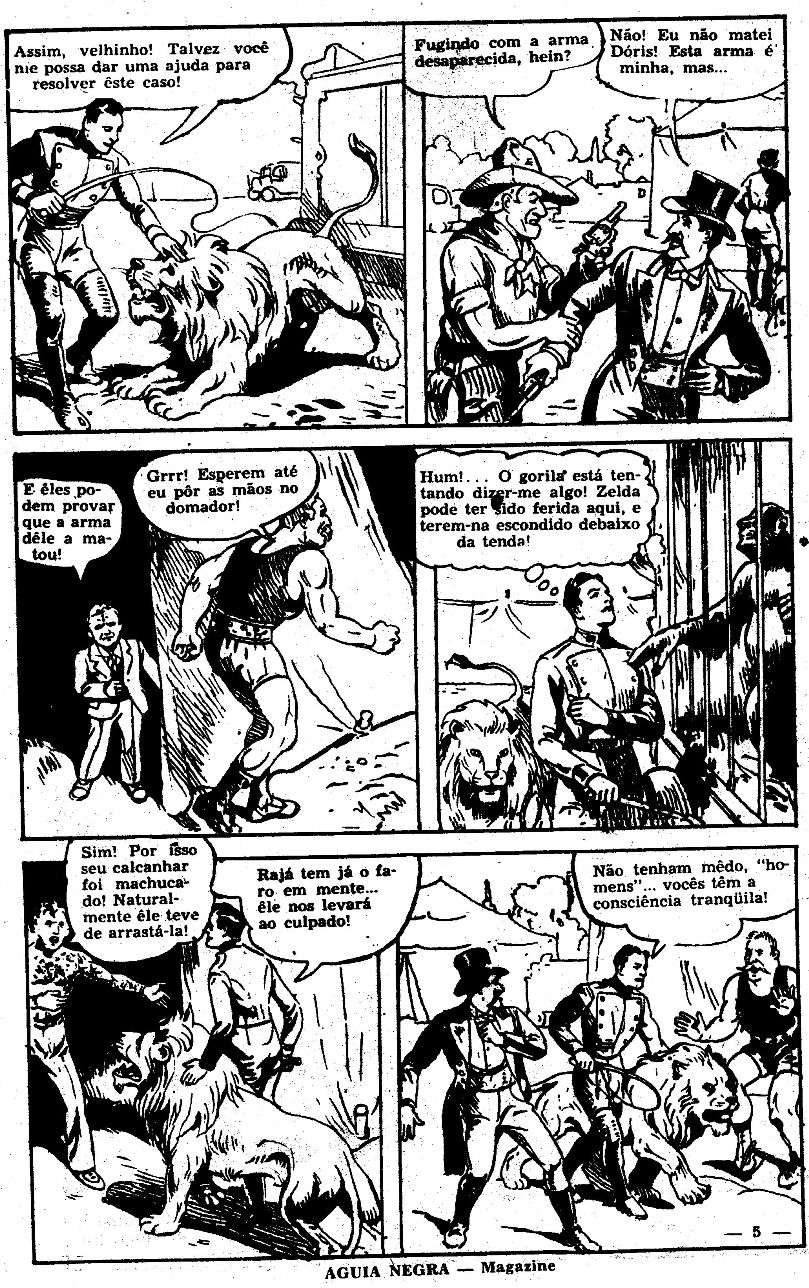 Assim, velhinho! Talvez você
me possa dar uma ajuda para
resolver êste caso!
Fugindo com a arma
desaparecida, hein?
Não! Eu não matei
Dóris! Esta arma é
minha, mas...
E êles po-
dem provar
que a arma
dêle a ma-
tou!
Grrr! Esperem até
eu pôr as mãos no
domador!
Hum!... O gorila está ten-
tando dizer-me algo! Zelda
pode ter sido ferida aqui, e
terem-na escondido debaixo
da tenda!
Sim! Por isso
seu calcanhar
foi machuca-
do! Natural-
mente êle teve
de arrastá-la!
Rajá tem já o fa-
ro em mente...
êle nos levará
ao culpado!
Não tenham mêdo, "ho-
mens"... vocês têm a
consciência tranqüila!
— 5 —
AGUIA NEGRA — Magazine